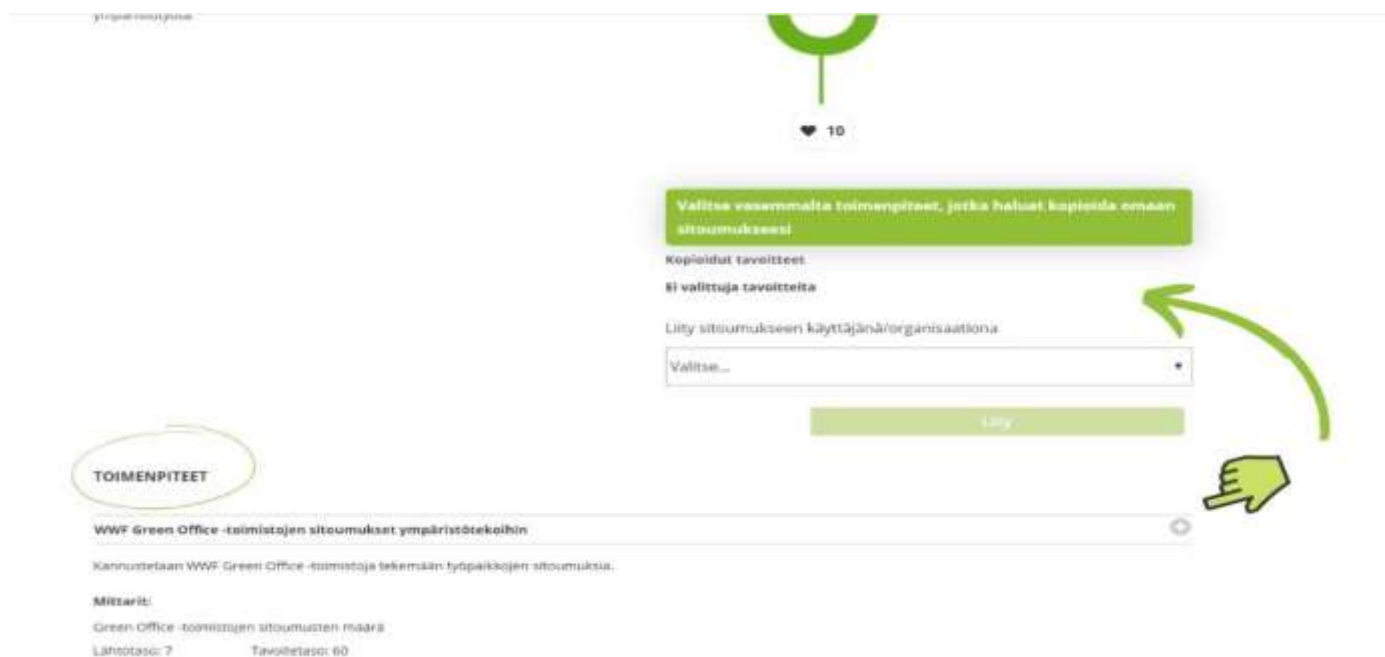 10
Valitse vasemmalta toimenpiteet, jotka haluat kopioida omaan
sitoumukseesi
Kopioidut tavoitteet
Ei valittuja tavoitteita
Liity sitoumukseen käyttäjänä/organisaationa
Valitse...
Liity
TOIMENPITEET
WWF Green Office -toimistojen sitoumukset ympäristötekoihin
Kannustetaan WWF Green Office -toimistoja tekemään työpaikkojen sitoumuksia.
Mittarit:
Green Office -toimistojen sitoumusten määrä
Lähtötaso: 7 Tavoitetaso: 60